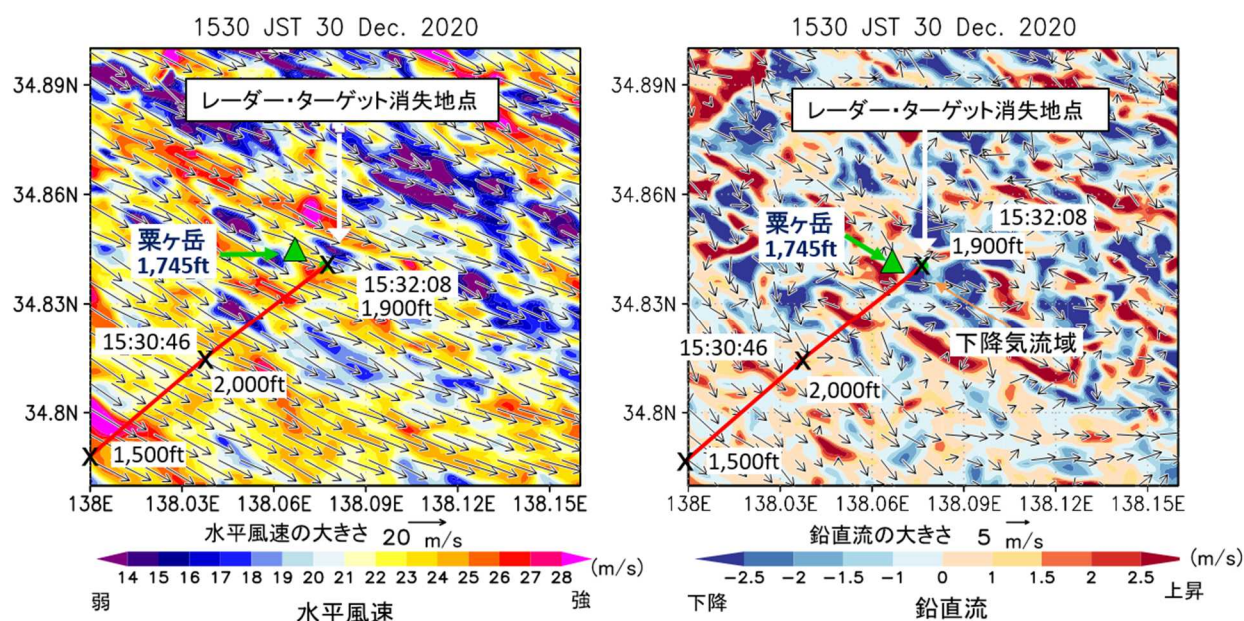 1530 JST 30 Dec. 2020
34.89N
34.86N
34.83N
34.8N
レーダー・ターゲット消失地点
粟ヶ岳
1,745ft
15:32:08
1,900ft
15:30:46
2,000ft
1,500ft
138E 138.03E 138.06E 138.09E 138.12E 138.15E
水平風速の大きさ 20 m/s
14 15 16 17 18 19 20 21 22 23 24 25 26 27 28 (m/s)
弱 水平風速 強
1530 JST 30 Dec. 2020
34.89N
34.86N
34.83N
34.8N
レーダー・ターゲット消失地点
粟ヶ岳
1,745ft
15:32:08
1,900ft
下降気流域
15:30:46
2,000ft
1,500ft
138E 138.03E 138.06E 138.09E 138.12E 138.15E
鉛直流の大きさ 5 m/s
-2.5 -2 -1.5 -1 0 1 1.5 2 2.5 (m/s)
下降 鉛直流 上昇